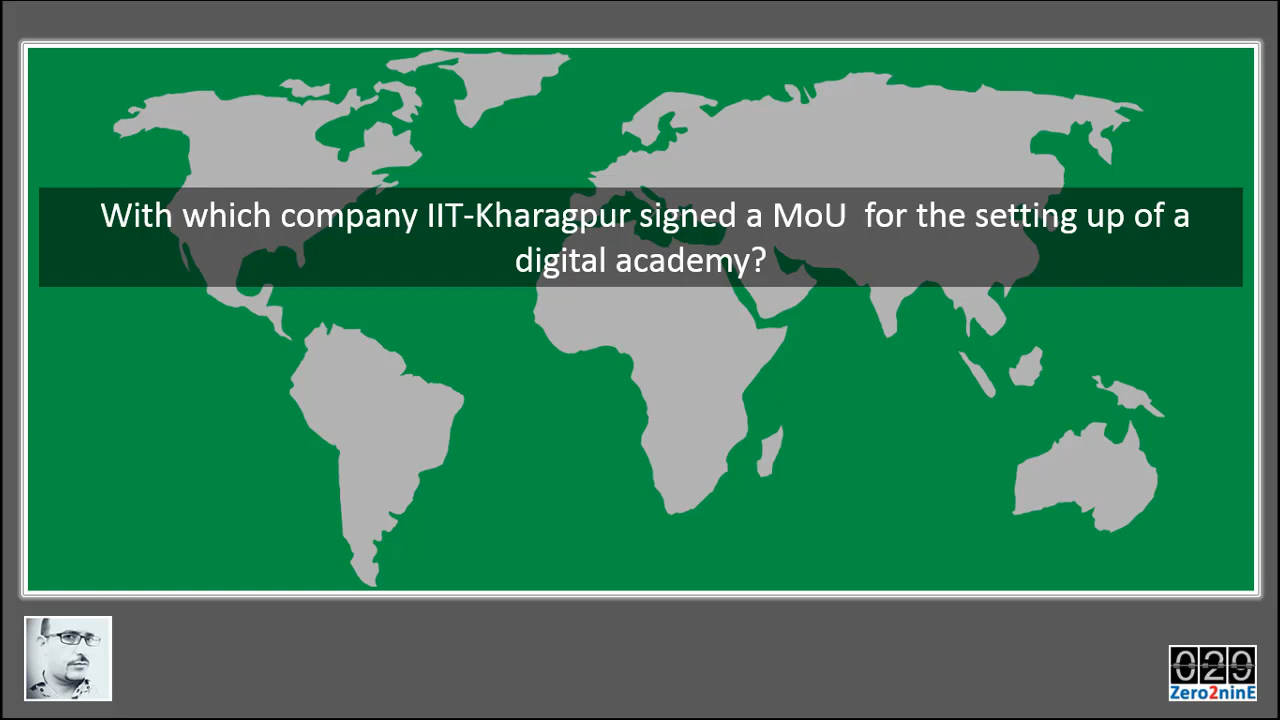 With which company IIT-Kharagpur signed a MoU for the setting up of a
digital academy?
029
Zero2ninE